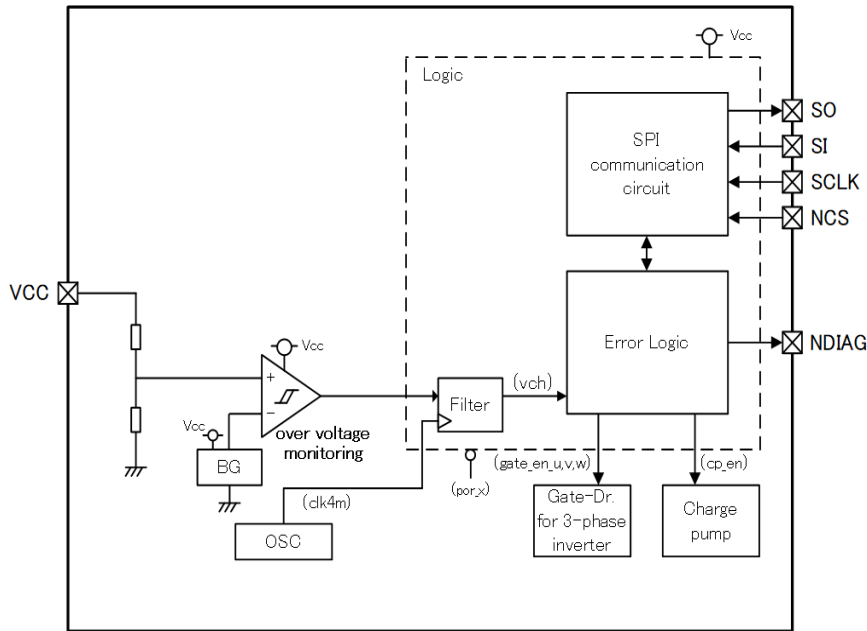 Vcc
Logic
SO
SPI
communication
circuit
SI
SCLK
NCS
VCC
Error Logic
NDIAG
Vcc
+
−
(vch)
Filter
over voltage
monitoring
Vcc
BG
(clk4m)
OSC
(por_x)
(gate_en_u,v,w)
(cp_en)
Gate-Dr.
for 3-phase
inverter
Charge
pump